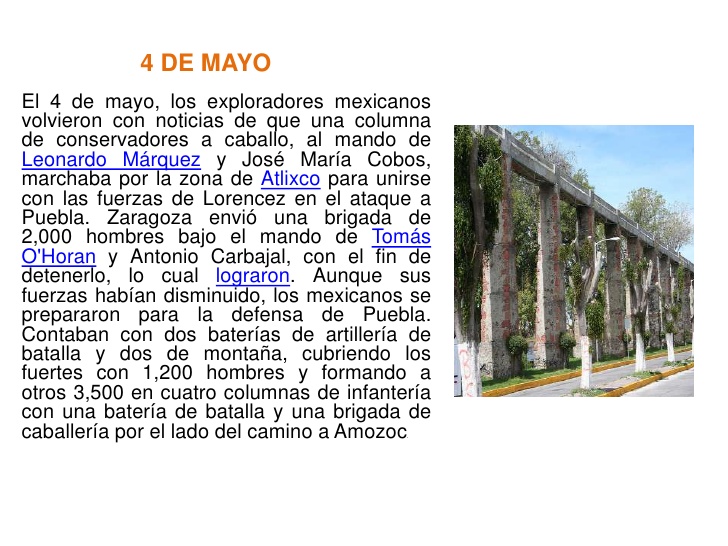 4 DE MAYO
El 4 de mayo, los exploradores mexicanos
volvieron con noticias de que una columna
de conservadores a caballo, al mando de
Leonardo Márquez y José María Cobos,
marchaba por la zona de Atlixco para unirse
con las fuerzas de Lorencez en el ataque a
Puebla. Zaragoza envió una brigada de
2,000 hombres bajo el mando de Tomás
O'Horan y Antonio Carbajal, con el fin de
detenerlo, lo cual lograron. Aunque sus
fuerzas habían disminuido, los mexicanos se
prepararon para la defensa de Puebla.
Contaban con dos baterías de artillería de
batalla y dos de montaña, cubriendo los
fuertes con 1,200 hombres y formando a
otros 3,500 en cuatro columnas de infantería
con una batería de batalla y una brigada de
caballería por el lado del camino a Amozoc